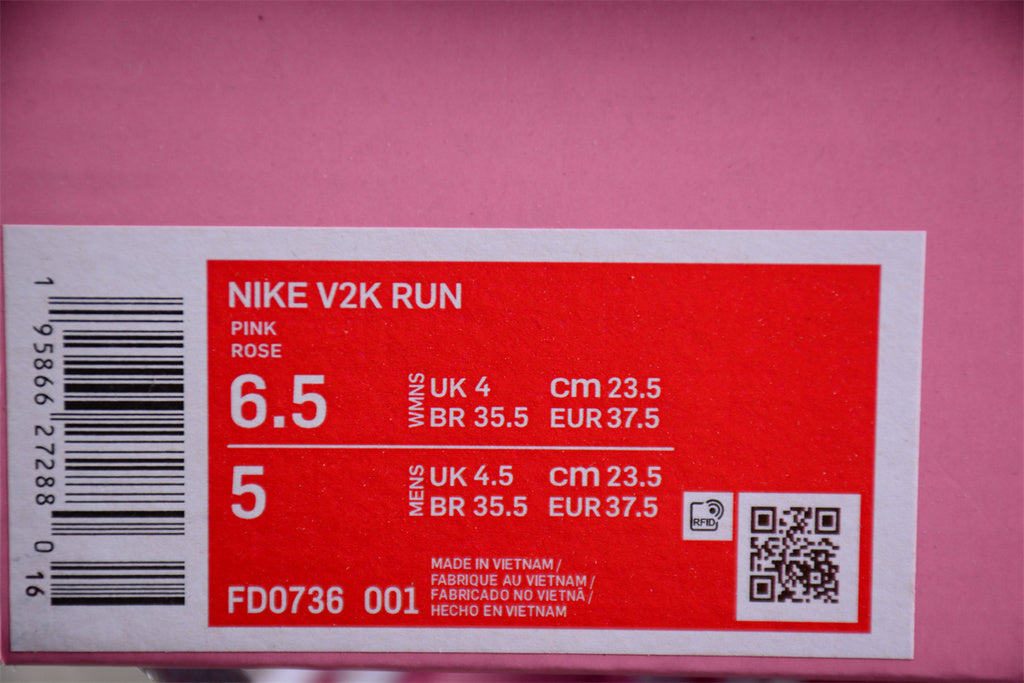 NIKE V2K RUN
PINK
ROSE
6.5 WMNS UK 4 cm 23.5
BR 35.5 EUR 37.5
5 MENS UK 4.5 cm 23.5
BR 35.5 EUR 37.5
RFID
FD0736 001
MADE IN VIETNAM /
FABRIQUE AU VIETNAM /
FABRICADO NO VIETNÃ /
HECHO EN VIETNAM
1 95866 27288 0 16